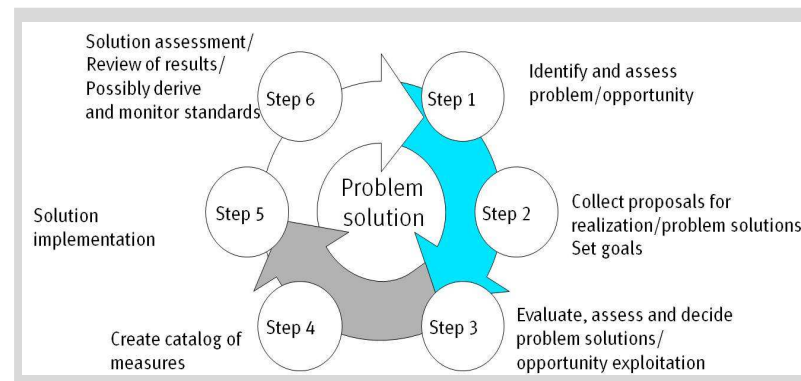 Solution assessment/
Review of results/
Possibly derive
and monitor standards
Step 6
Step 1
Identify and assess
problem/opportunity
Step 2
Collect proposals for
realization/problem solutions
Set goals
Step 3
Evaluate, assess and decide
problem solutions/
opportunity exploitation
Step 4
Create catalog of
measures
Step 5
Solution
implementation
Problem
solution